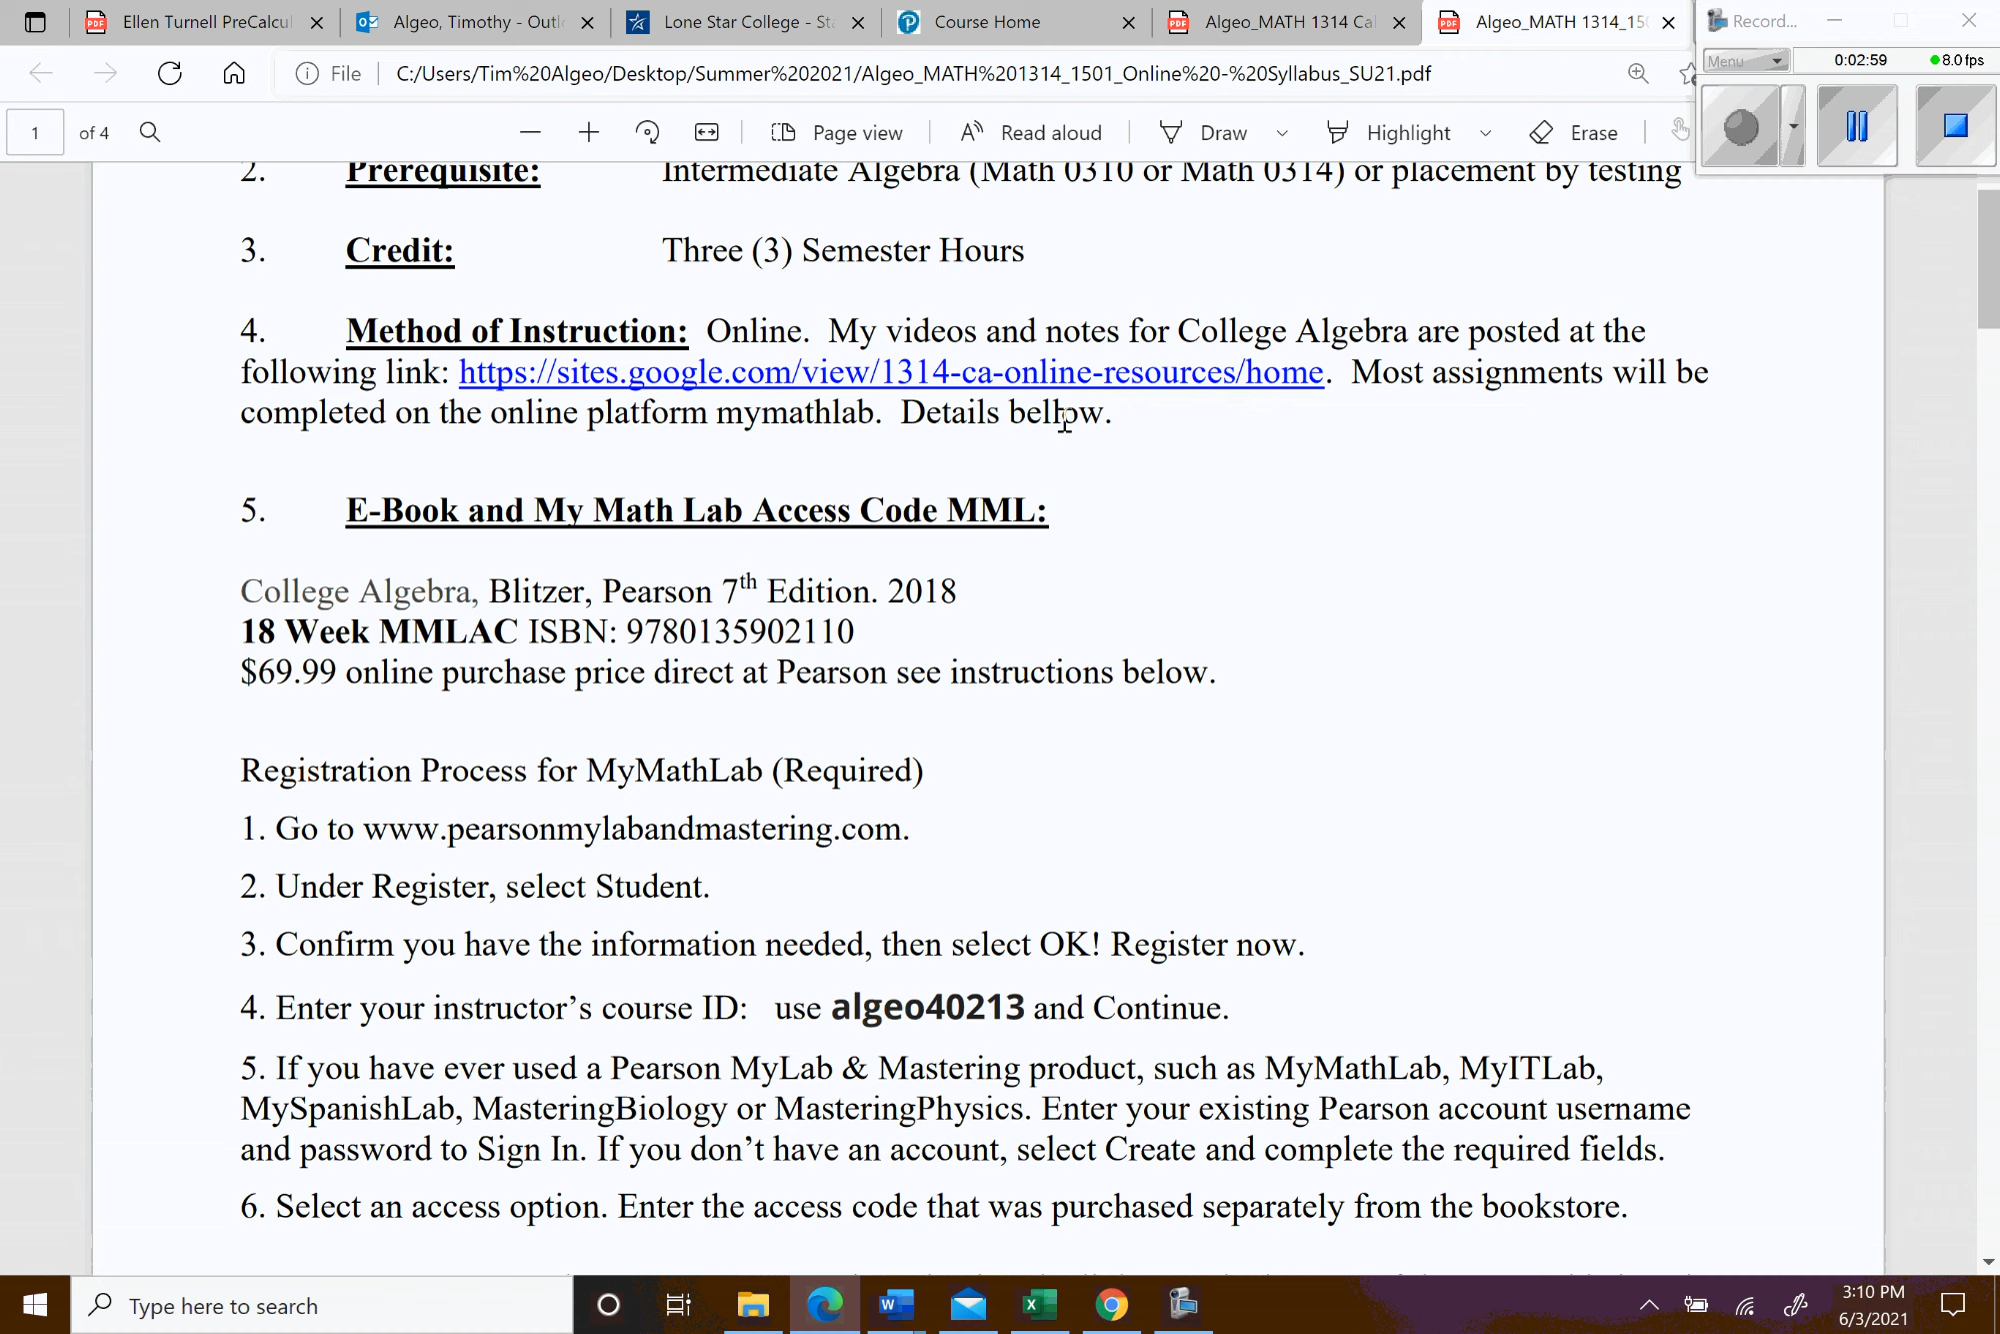 Ellen Turnell PreCalcu
Algeo, Timothy - Outl
Lone Star College - Sta
Course Home
Algeo_MATH 1314 Cal
Algeo_MATH 1314_150
Record...
File
C:/Users/Tim%20Algeo/Desktop/Summer%202021/Algeo_MATH%201314_1501_Online%20-%20Syllabus_SU21.pdf
Menu
0:02:59
8.0 fps
1
of 4
Page view
Read aloud
Draw
Highlight
Erase
2. Prerequisite: Intermediate Algebra (Math 0310 or Math 0314) or placement by testing
3. Credit: Three (3) Semester Hours
4. Method of Instruction: Online. My videos and notes for College Algebra are posted at the
following link: https://sites.google.com/view/1314-ca-online-resources/home. Most assignments will be
completed on the online platform mymathlab. Details bellow.
5. E-Book and My Math Lab Access Code MML:
College Algebra, Blitzer, Pearson 7th Edition. 2018
18 Week MMLAC ISBN: 9780135902110
$69.99 online purchase price direct at Pearson see instructions below.
Registration Process for MyMathLab (Required)
1. Go to www.pearsonmylabandmastering.com.
2. Under Register, select Student.
3. Confirm you have the information needed, then select OK! Register now.
4. Enter your instructor’s course ID: use algeo40213 and Continue.
5. If you have ever used a Pearson MyLab & Mastering product, such as MyMathLab, MyITLab,
MySpanishLab, MasteringBiology or MasteringPhysics. Enter your existing Pearson account username
and password to Sign In. If you don’t have an account, select Create and complete the required fields.
6. Select an access option. Enter the access code that was purchased separately from the bookstore.
Type here to search
3:10 PM
6/3/2021